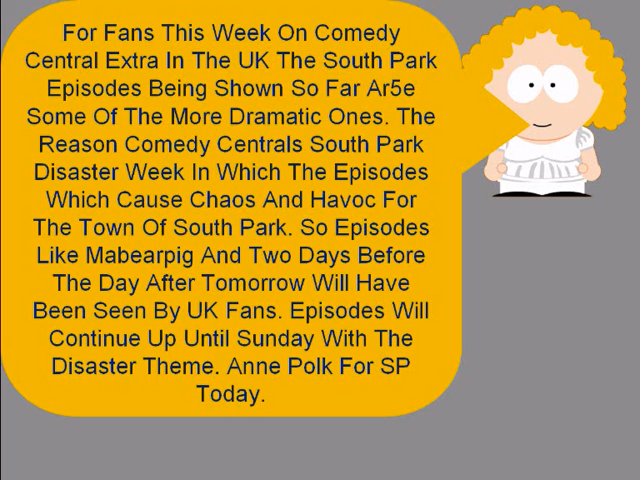 For Fans This Week On Comedy
Central Extra In The UK The South Park
Episodes Being Shown So Far Ar5e
Some Of The More Dramatic Ones. The
Reason Comedy Centrals South Park
Disaster Week In Which The Episodes
Which Cause Chaos And Havoc For
The Town Of South Park. So Episodes
Like Mabearpig And Two Days Before
The Day After Tomorrow Will Have
Been Seen By UK Fans. Episodes Will
Continue Up Until Sunday With The
Disaster Theme. Anne Polk For SP
Today.